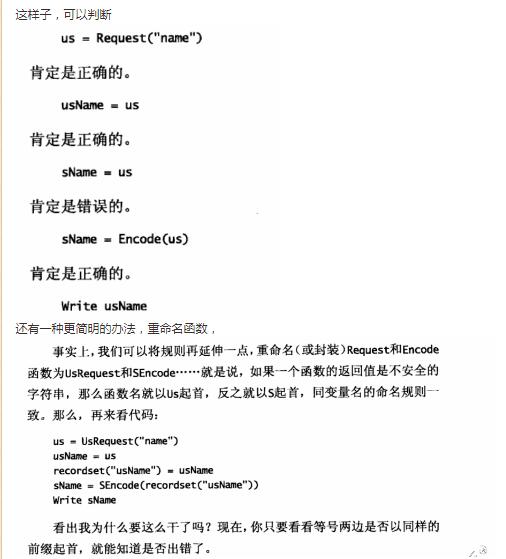 这样子，可以判断
us = Request("name")
肯定是正确的。
usName = us
肯定是正确的。
sName = us
肯定是错误的。
sName = Encode(us)
肯定是正确的。
Write usName
还有一种更简明的办法，重命名函数，
事实上，我们可以将规则再延伸一点，重命名（或封装）Request和Encode
函数为UsRequest和SEncode……就是说，如果一个函数的返回值是不安全的
字符串，那么函数名就以Us起首，反之就以S起首，同变量名的命名规则一
致。那么，再来看代码：
us = UsRequest("name")
usName = us
recordset("usName") = usName
sName = SEncode(recordset("usName"))
Write sName
看出我为什么要这么干了吗？现在，你只要看看等号两边是否以同样的
前缀起首，就能知道是否出错了。